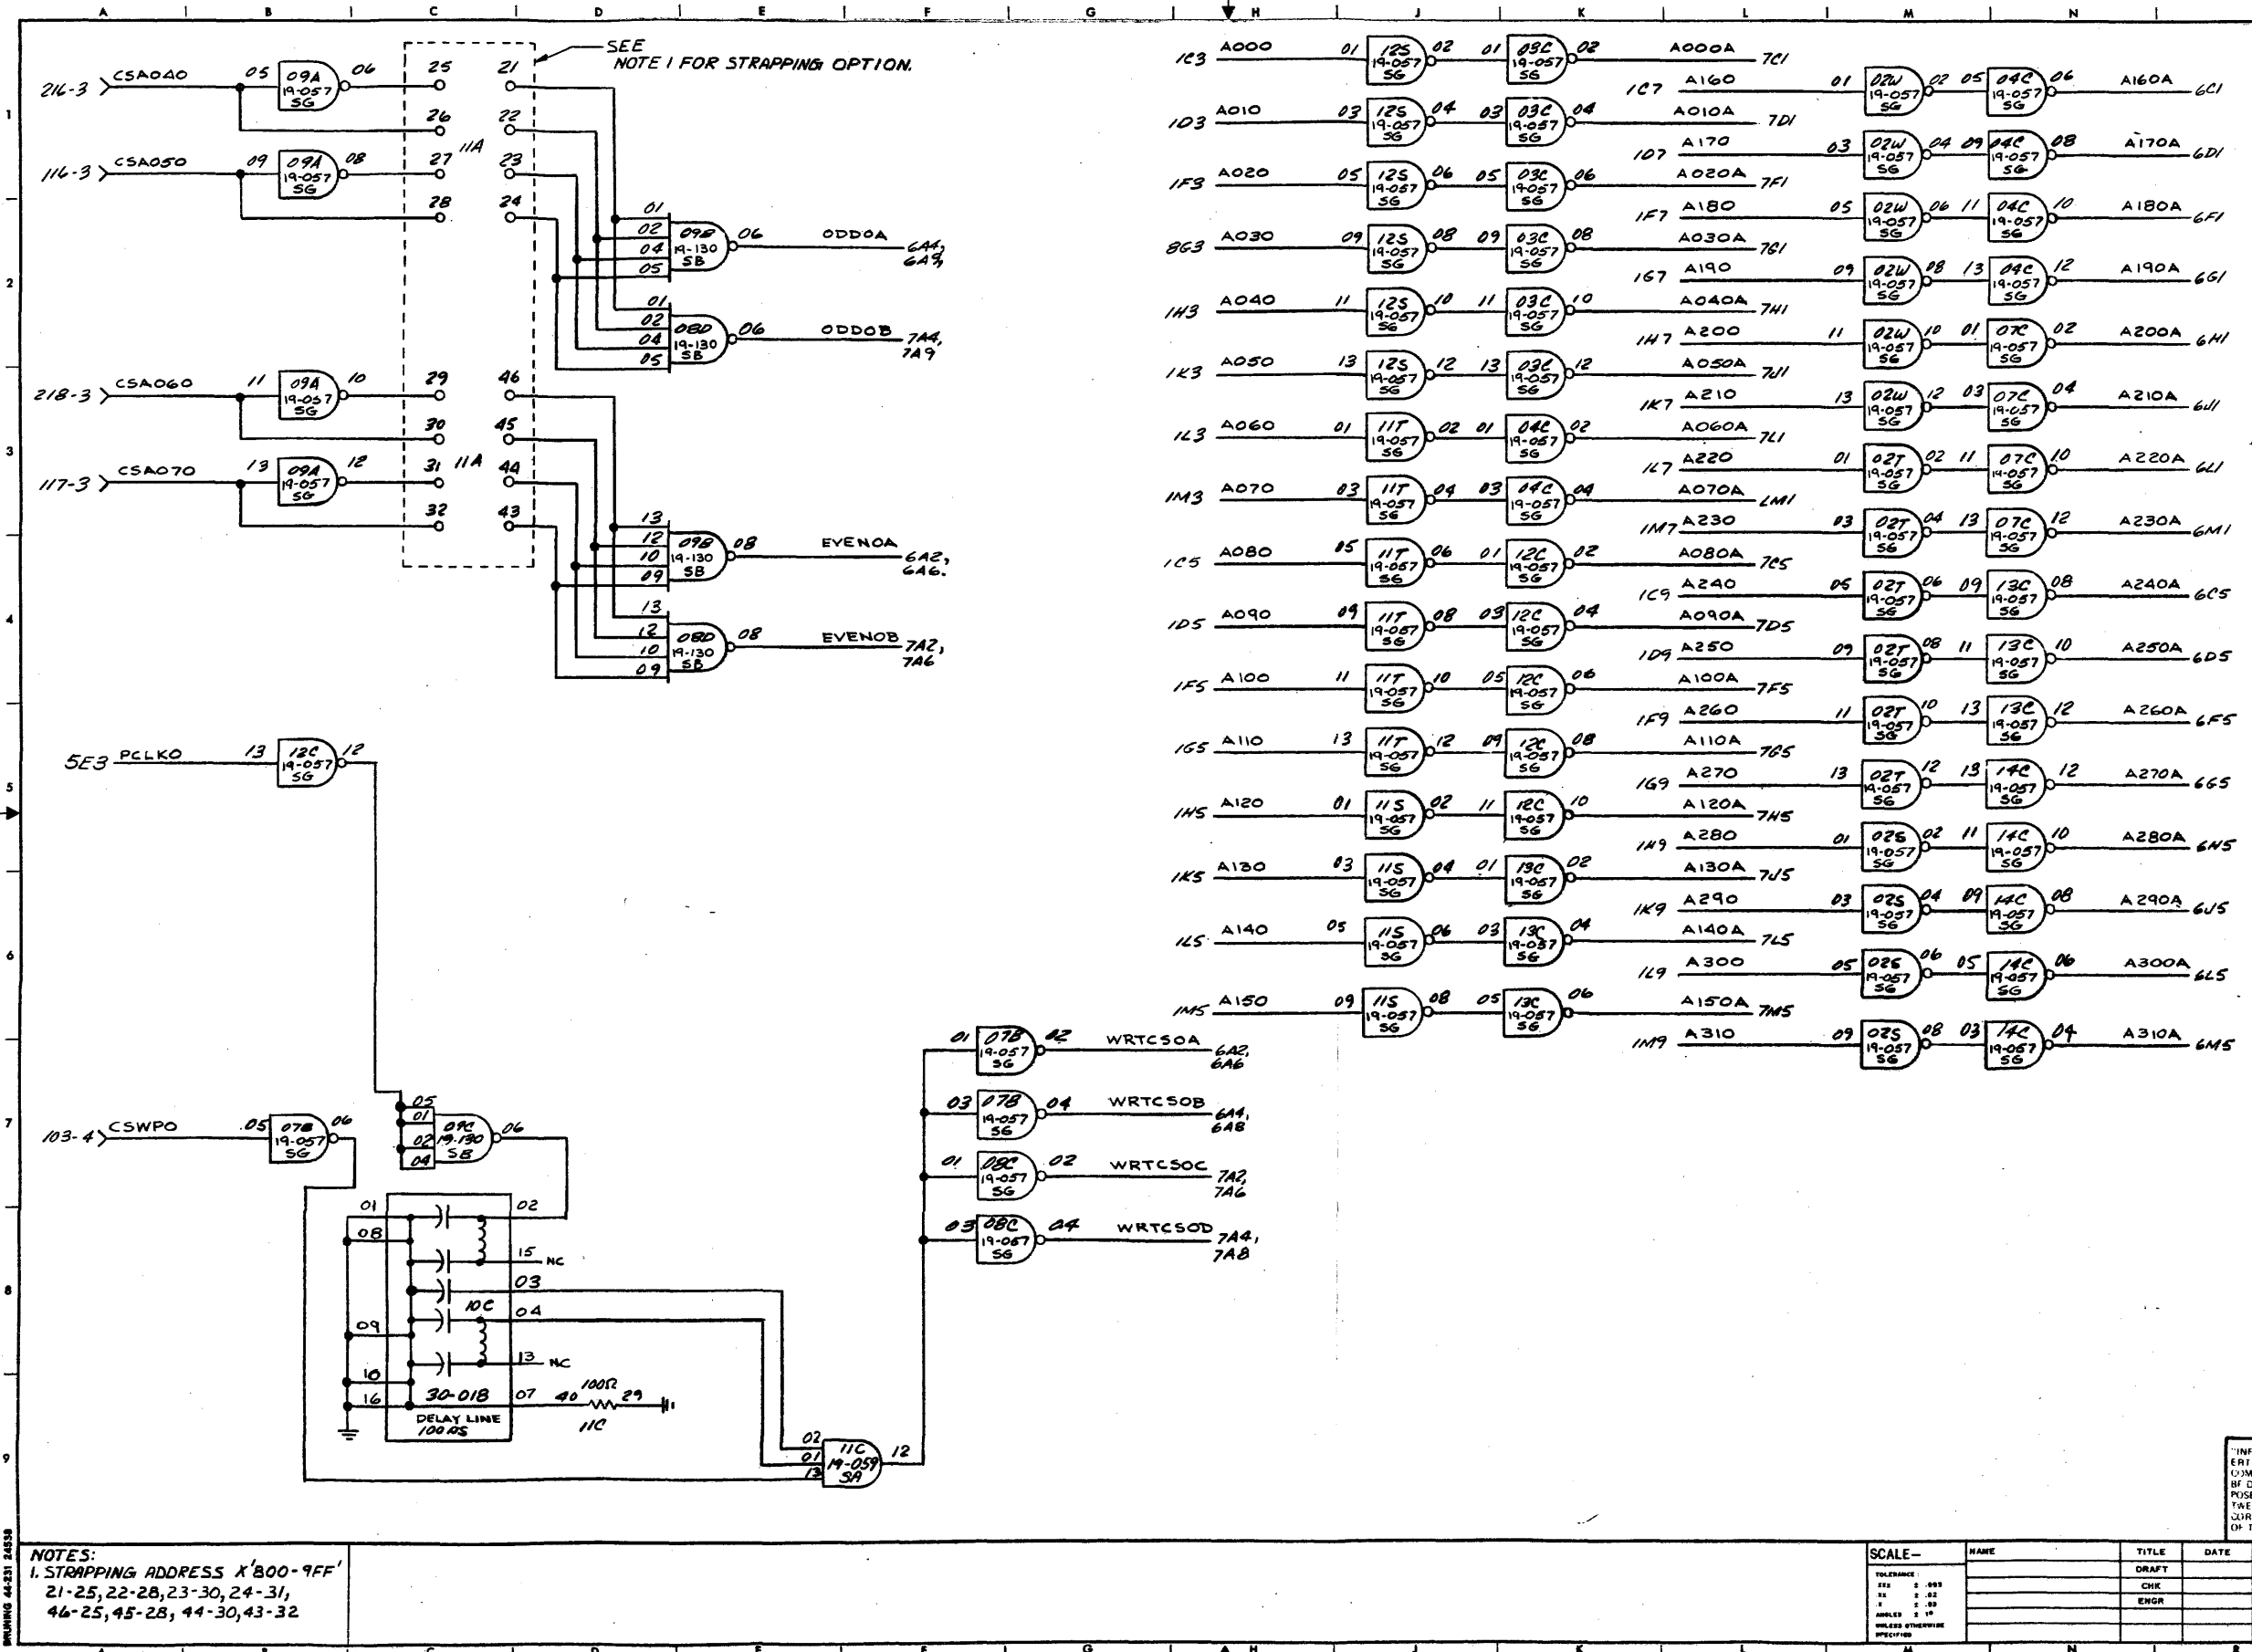 A B C D E F G H J K L M N
SEE
NOTE 1 FOR STRAPPING OPTION.
216-3 CSA040 05 09A 19-057 SG 06 25 21
26 22
11A
116-3 CSA050 09 09A 19-057 SG 08 27 23
28 24
01 02 04 05 09B 19-130 SB 06 ODD0A 6A4, 6A9,
01 02 04 05 08D 19-130 SB 06 ODD0B 7A4, 7A9
218-3 CSA060 11 09A 19-057 SG 10 29 46
30 45
117-3 CSA070 13 09A 19-057 SG 12 31 11A 44
32 43
13 12 10 09 09B 19-130 SB 08 EVEN0A 6A2, 6A6.
13 12 10 09 08D 19-130 SB 08 EVEN0B 7A2, 7A6
5E3 PCLK0 13 12C 19-057 SG 12
103-4 CSWP0 05 07B 19-057 SG 06
05 01 02 04 09C 19-130 SB 06
01 02
08
15 NC
03
10C 04
09
13 NC
10
16 30-018 07 40 100Ω 29
DELAY LINE 11C
100 NS
02 01 13 11C 19-059 SA 12
01 07B 19-057 SG 02 WRTCS0A 6A2, 6A6
03 07B 19-057 SG 04 WRTCS0B 6A4, 6A8
01 08C 19-057 SG 02 WRTCS0C 7A2, 7A6
03 08C 19-057 SG 04 WRTCS0D 7A4, 7A8
1C3 A000 01 12S 19-057 SG 02 01 03C 19-057 SG 02 A000A 7C1
1D3 A010 03 12S 19-057 SG 04 03 03C 19-057 SG 04 A010A 7D1
1F3 A020 05 12S 19-057 SG 06 05 03C 19-057 SG 06 A020A 7F1
8G3 A030 09 12S 19-057 SG 08 09 03C 19-057 SG 08 A030A 7G1
1H3 A040 11 12S 19-057 SG 10 11 03C 19-057 SG 10 A040A 7H1
1K3 A050 13 12S 19-057 SG 12 13 03C 19-057 SG 12 A050A 7J1
1L3 A060 01 11T 19-057 SG 02 01 04C 19-057 SG 02 A060A 7L1
1M3 A070 03 11T 19-057 SG 04 03 04C 19-057 SG 04 A070A LM1
1C5 A080 05 11T 19-057 SG 06 01 12C 19-057 SG 02 A080A 7C5
1D5 A090 09 11T 19-057 SG 08 03 12C 19-057 SG 04 A090A 7D5
1F5 A100 11 11T 19-057 SG 10 05 12C 19-057 SG 06 A100A 7F5
1G5 A110 13 11T 19-057 SG 12 09 12C 19-057 SG 08 A110A 7G5
1H5 A120 01 11S 19-057 SG 02 11 12C 19-057 SG 10 A120A 7H5
1K5 A130 03 11S 19-057 SG 04 01 13C 19-057 SG 02 A130A 7J5
1L5 A140 05 11S 19-057 SG 06 03 13C 19-057 SG 04 A140A 7L5
1M5 A150 09 11S 19-057 SG 08 05 13C 19-057 SG 06 A150A 7M5
1C7 A160 01 02W 19-057 SG 02 05 04C 19-057 SG 06 A160A 6C1
1D7 A170 03 02W 19-057 SG 04 09 04C 19-057 SG 08 A170A 6D1
1F7 A180 05 02W 19-057 SG 06 11 04C 19-057 SG 10 A180A 6F1
1G7 A190 09 02W 19-057 SG 08 13 04C 19-057 SG 12 A190A 6G1
1H7 A200 11 02W 19-057 SG 10 01 07C 19-057 SG 02 A200A 6H1
1K7 A210 13 02W 19-057 SG 12 03 07C 19-057 SG 04 A210A 6J1
1L7 A220 01 02T 19-057 SG 02 11 07C 19-057 SG 10 A220A 6L1
1M7 A230 03 02T 19-057 SG 04 13 07C 19-057 SG 12 A230A 6M1
1C9 A240 05 02T 19-057 SG 06 09 13C 19-057 SG 08 A240A 6C5
1D9 A250 09 02T 19-057 SG 08 11 13C 19-057 SG 10 A250A 6D5
1F9 A260 11 02T 19-057 SG 10 13 13C 19-057 SG 12 A260A 6F5
1G9 A270 13 02T 19-057 SG 12 13 14C 19-057 SG 12 A270A 6G5
1H9 A280 01 02S 19-057 SG 02 11 14C 19-057 SG 10 A280A 6H5
1K9 A290 03 02S 19-057 SG 04 09 14C 19-057 SG 08 A290A 6J5
1L9 A300 05 02S 19-057 SG 06 05 14C 19-057 SG 06 A300A 6L5
1M9 A310 09 02S 19-057 SG 08 03 14C 19-057 SG 04 A310A 6M5
1
2
3
4
5
6
7
8
9
BRUNING 44-231 24538
NOTES:
1. STRAPPING ADDRESS X'800-9FF'
21-25, 22-28, 23-30, 24-31,
46-25, 45-28, 44-30, 43-32
SCALE— NAME TITLE DATE
TOLERANCE: DRAFT
CHK
ENGR
UNLESS OTHERWISE
SPECIFIED
A B C D E F G H J K L M N R